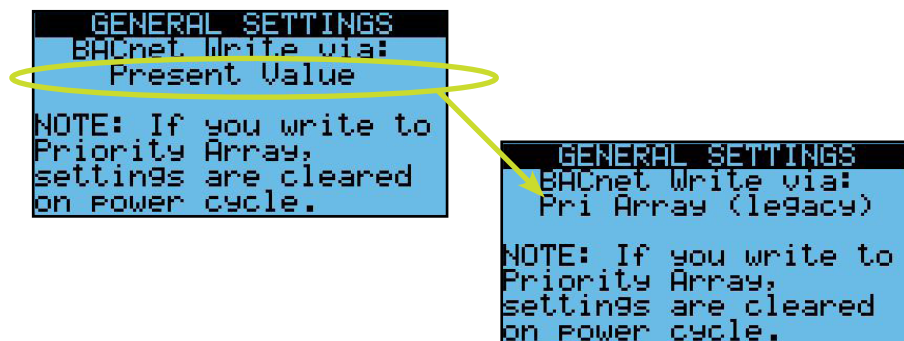 GENERAL SETTINGS
BACnet Write via:
Present Value
NOTE: If you write to
Priority Array,
settings are cleared
on power cycle.
GENERAL SETTINGS
BACnet Write via:
Pri Array (legacy)
NOTE: If you write to
Priority Array,
settings are cleared
on power cycle.